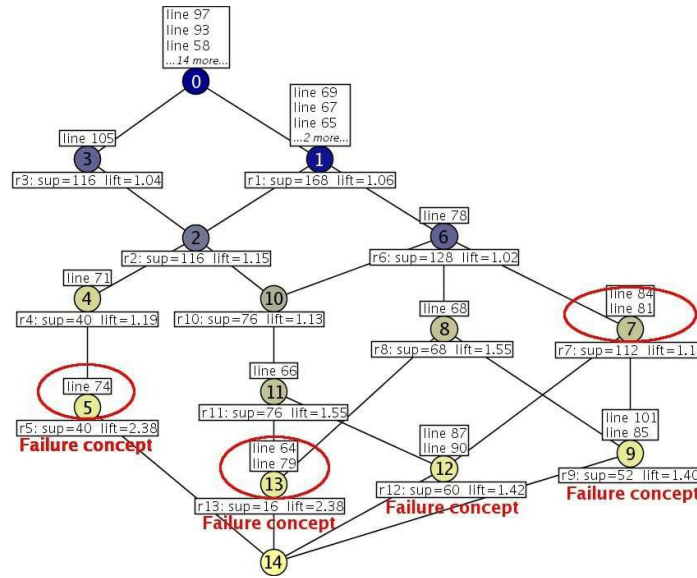 line 97
line 93
line 58
...14 more...
0
line 69
line 67
line 65
...2 more...
line 105
3
1
r3: sup=116 lift=1.04
r1: sup=168 lift=1.06
line 78
2
6
r2: sup=116 lift=1.15
r6: sup=128 lift=1.02
line 71
4
10
line 68
line 84
line 81
r4: sup=40 lift=1.19
r10: sup=76 lift=1.13
8
7
r8: sup=68 lift=1.55
r7: sup=112 lift=1.1
line 74
line 66
5
11
r5: sup=40 lift=2.38
r11: sup=76 lift=1.55
line 101
line 85
Failure concept
line 64
line 79
line 87
line 90
9
13
12
r9: sup=52 lift=1.40
r13: sup=16 lift=2.38
r12: sup=60 lift=1.42
Failure concept
Failure concept
Failure concept
14